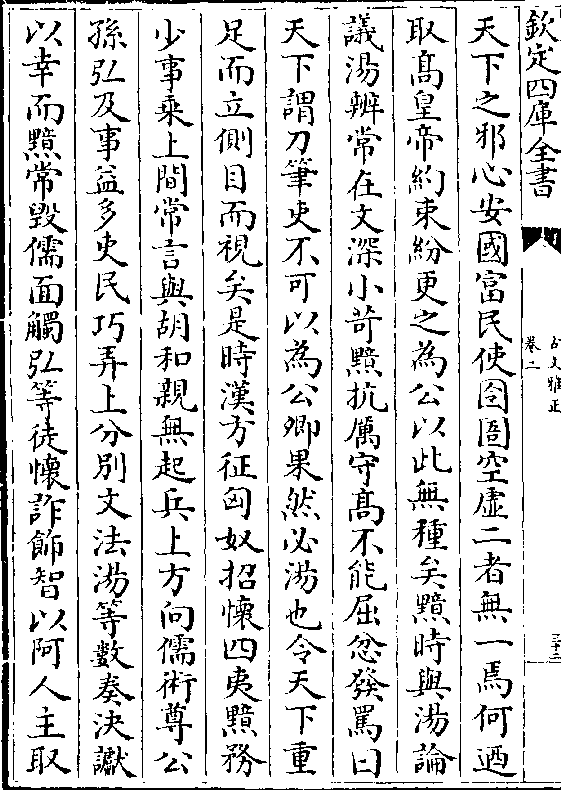 欽定四庫全書
古文雅正
卷二
三十二
天下之邪心安國富民使囹圄空虛二者無一焉何廼
取髙皇帝約束紛更之為公以此無種矣黯時與湯論
議湯辨常在文深小苛黯抗厲守髙不能屈忿發罵曰
天下謂刀筆吏不可以為公卿果然必湯也令天下重
足而立側目而視矣是時漢方征匈奴招懷四夷黯務
少事乘上間常言與胡和親無起兵上方向儒術尊公
孫弘及事益多吏民巧弄上分別文法湯等數奏決讞
以幸而黯常毀儒面觸弘等徒懷詐飾智以阿人主取